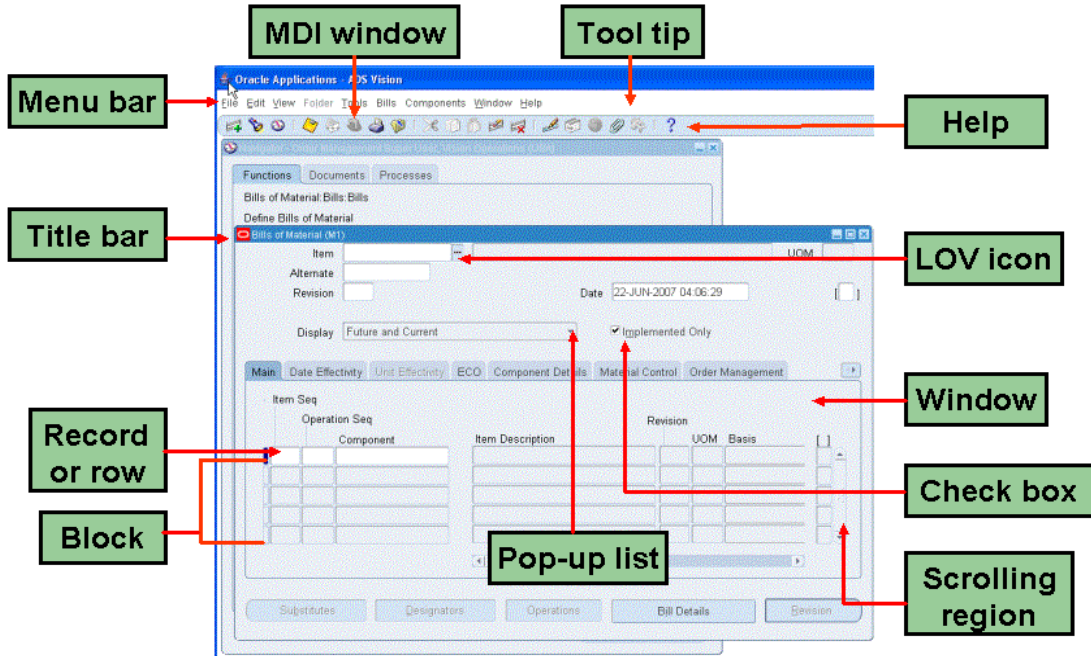 MDI window
Tool tip
Menu bar
Help
Title bar
LOV icon
Window
Record
or row
Block
Check box
Pop-up list
Scrolling
region
Oracle Applications - ADS Vision
File Edit View Folder Tools Bills Components Window Help
Functions Documents Processes
Bills of Material:Bills:Bills
Define Bills of Material
Bills of Material (M1)
Item UOM
Alternate
Revision Date 22-JUN-2007 04:06:29 [ ]
Display Future and Current Implemented Only
Main Date Effectivity Unit Effectivity ECO Component Details Material Control Order Management
Item Seq
Operation Seq Revision
Component Item Description UOM Basis [ ]
Substitutes Designators Operations Bill Details Revision